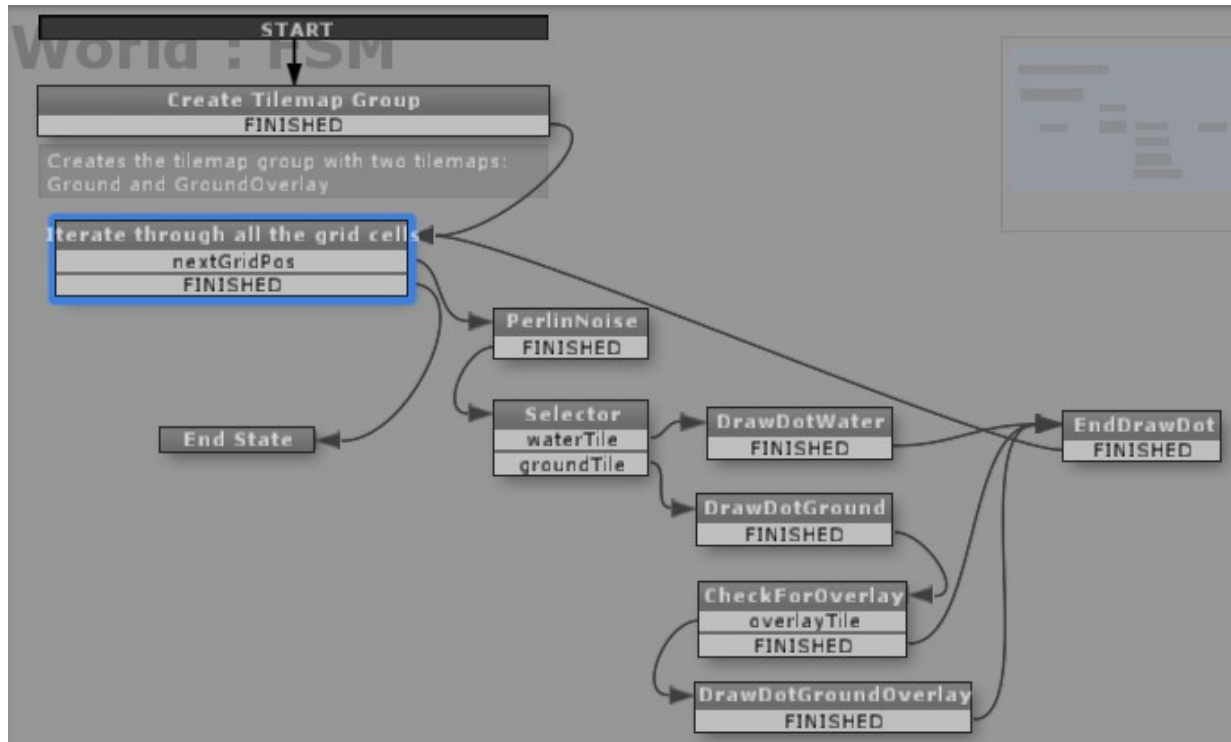 START
World : FSM
Create Tilemap Group
FINISHED
Creates the tilemap group with two tilemaps:
Ground and GroundOverlay
Iterate through all the grid cells
nextGridPos
FINISHED
PerlinNoise
FINISHED
Selector
waterTile
groundTile
End State
DrawDotWater
FINISHED
EndDrawDot
FINISHED
DrawDotGround
FINISHED
CheckForOverlay
overlayTile
FINISHED
DrawDotGroundOverlay
FINISHED